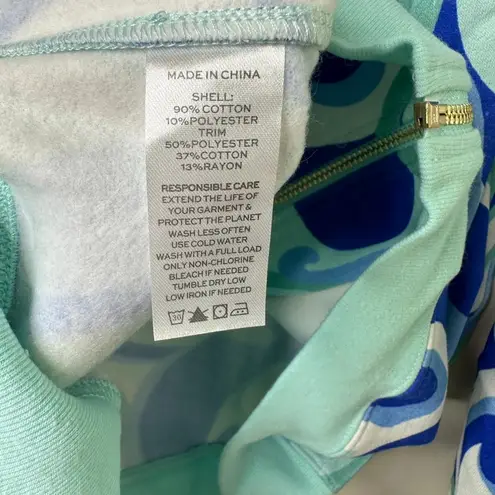 MADE IN CHINA
SHELL:
90% COTTON
10%POLYESTER
TRIM
50%POLYESTER
37%COTTON
13%RAYON
RESPONSIBLE CARE
EXTEND THE LIFE OF
YOUR GARMENT &
PROTECT THE PLANET
WASH LESS OFTEN
USE COLD WATER
WASH WITH A FULL LOAD
ONLY NON-CHLORINE
BLEACH IF NEEDED
TUMBLE DRY LOW
LOW IRON IF NEEDED
30